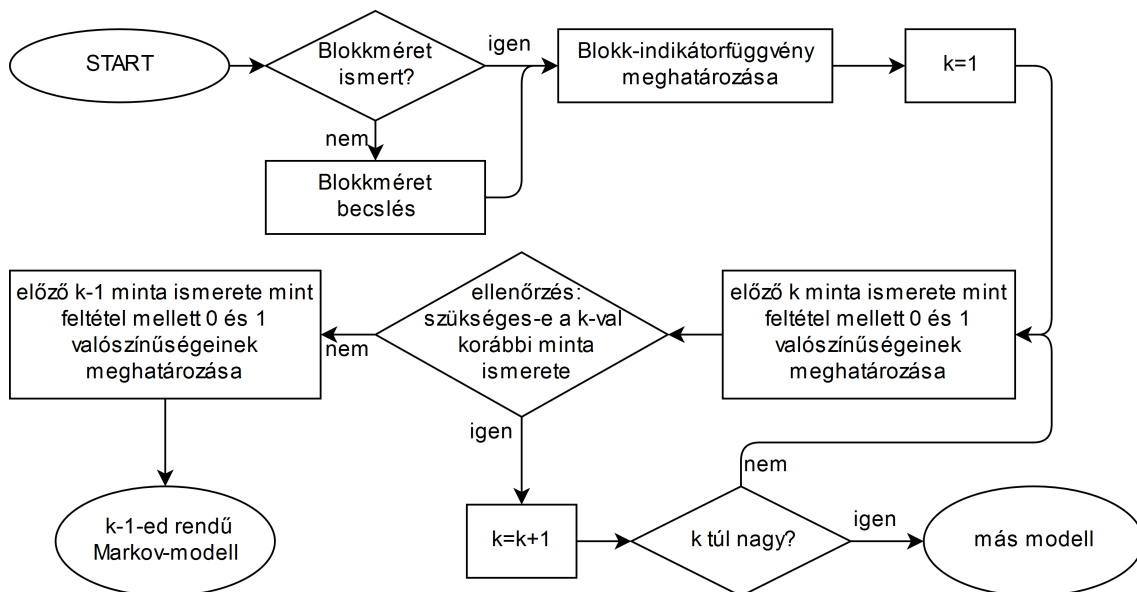 START
Blokkméret
ismert?
igen
nem
Blokkméret
becslés
Blokk-indikátorfüggvény
meghatározása
k=1
előző k minta ismerete mint
feltétel mellett 0 és 1
valószínűségeinek
meghatározása
ellenőrzés:
szükséges-e a k-val
korábbi minta
ismerete
nem
igen
előző k-1 minta ismerete mint
feltétel mellett 0 és 1
valószínűségeinek
meghatározása
k-1-ed rendű
Markov-modell
k=k+1
k túl nagy?
nem
igen
más modell